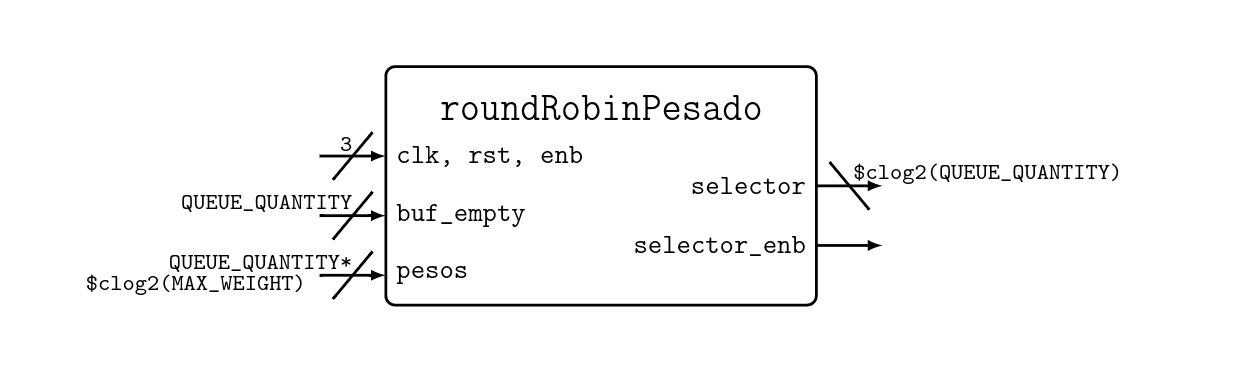 roundRobinPesado
3
clk, rst, enb
QUEUE_QUANTITY
buf_empty
QUEUE_QUANTITY*
$clog2(MAX_WEIGHT)
pesos
selector
$clog2(QUEUE_QUANTITY)
selector_enb